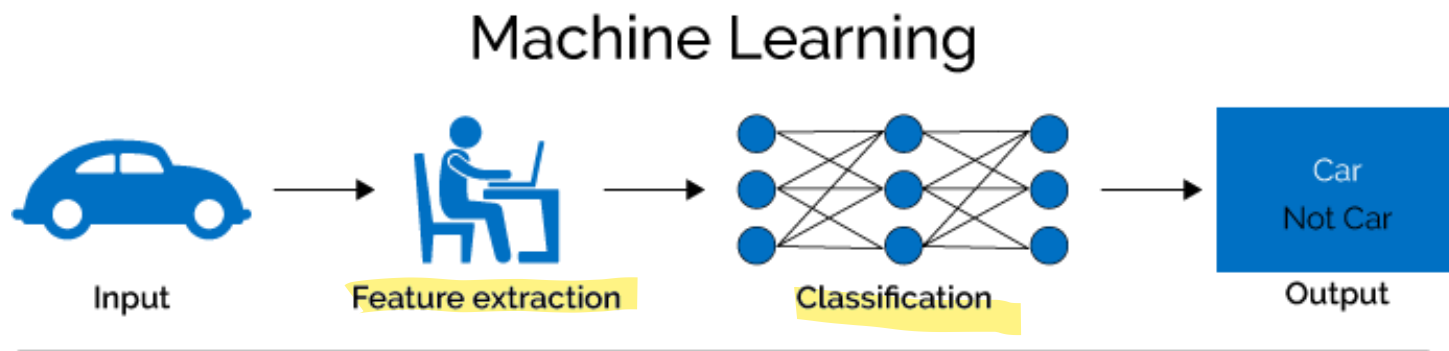 Machine Learning
Car
Not Car
Input
Feature extraction
Classification
Output